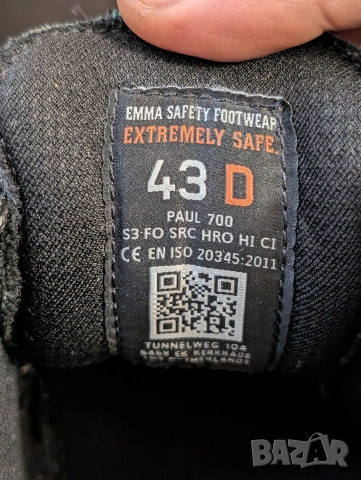 EMMA SAFETY FOOTWEAR
EXTREMELY SAFE.
43 D
PAUL 700
S3 FO SRC HRO HI CI
CE EN ISO 20345:2011
TUNNELWEG 104
6468 EK KERKRADE
BAZAR